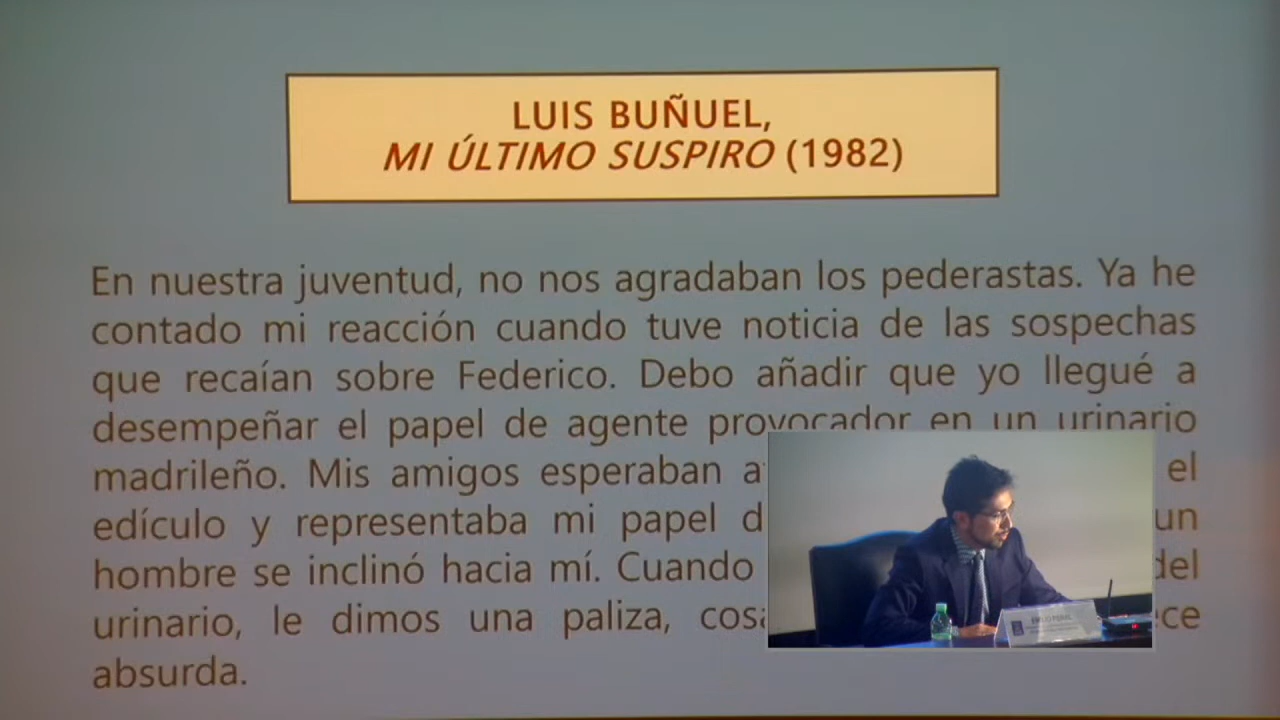 LUIS BUÑUEL,
MI ÚLTIMO SUSPIRO (1982)
En nuestra juventud, no nos agradaban los pederastas. Ya he
contado mi reacción cuando tuve noticia de las sospechas
que recaían sobre Federico. Debo añadir que yo llegué a
desempeñar el papel de agente provocador en un urinario
madrileño. Mis amigos esperaban el
edículo y representaba mi papel un
hombre se inclinó hacia mí. Cuando del
urinario, le dimos una paliza,
absurda.